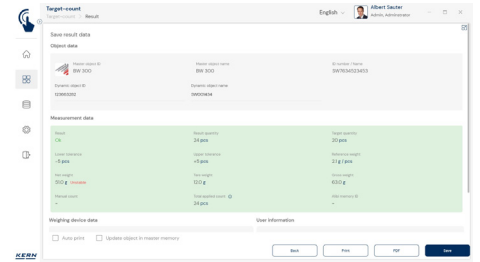 Target-count
Target-count > Result
English
Albert Sauter
Admin, Administrator
Save result data
Object data
Master object ID
BW 300
Master object name
BW 300
ID number / Name
Dynamic object ID
Dynamic object name
Measurement data
Result
OK
Result quantity
24 pcs
Target quantity
20 pcs
Lower tolerance
-5 pcs
Upper tolerance
+5 pcs
Reference weight
2.1 g / pcs
Net weight
51.0 g Unstable
Tare weight
12.0 g
Gross weight
63.0 g
Manual count
-
Total applied count
24 pcs
-
Weighing device data
User information
Auto print
Update object in master memory
Back
Print
PDF
Save
KERN